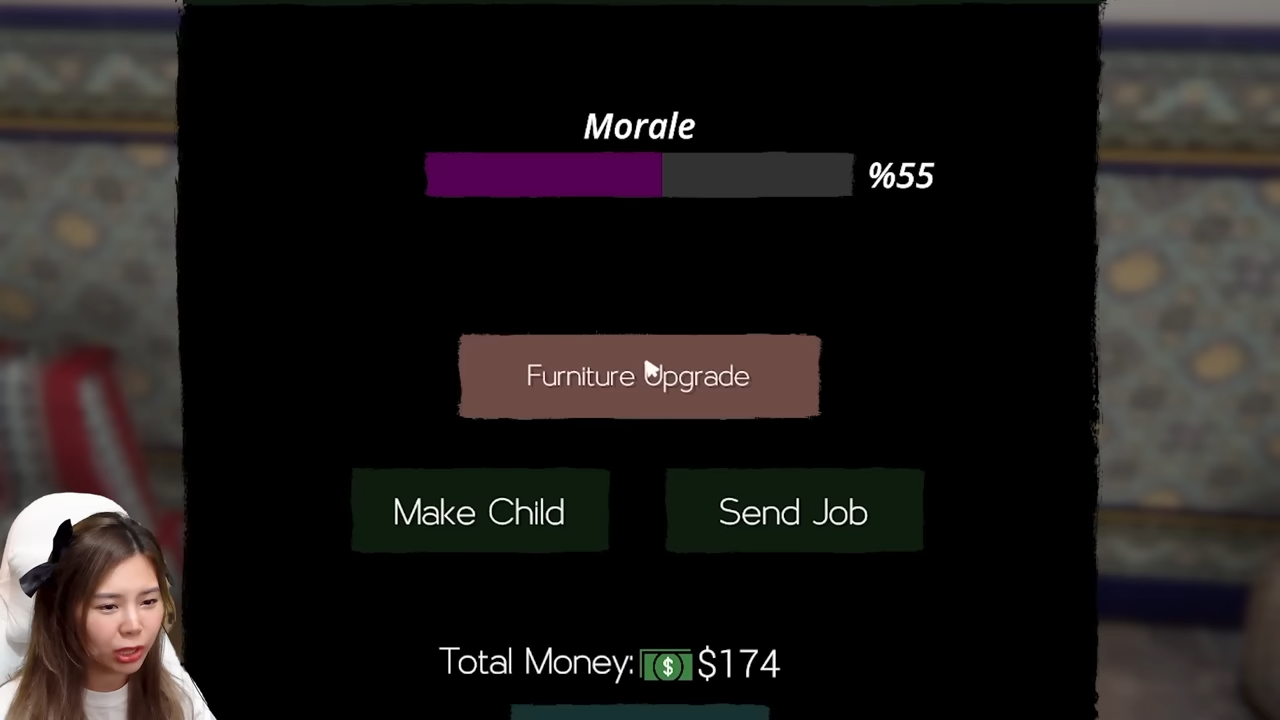 Morale
%55
Furniture Upgrade
Make Child
Send Job
Total Money: $174